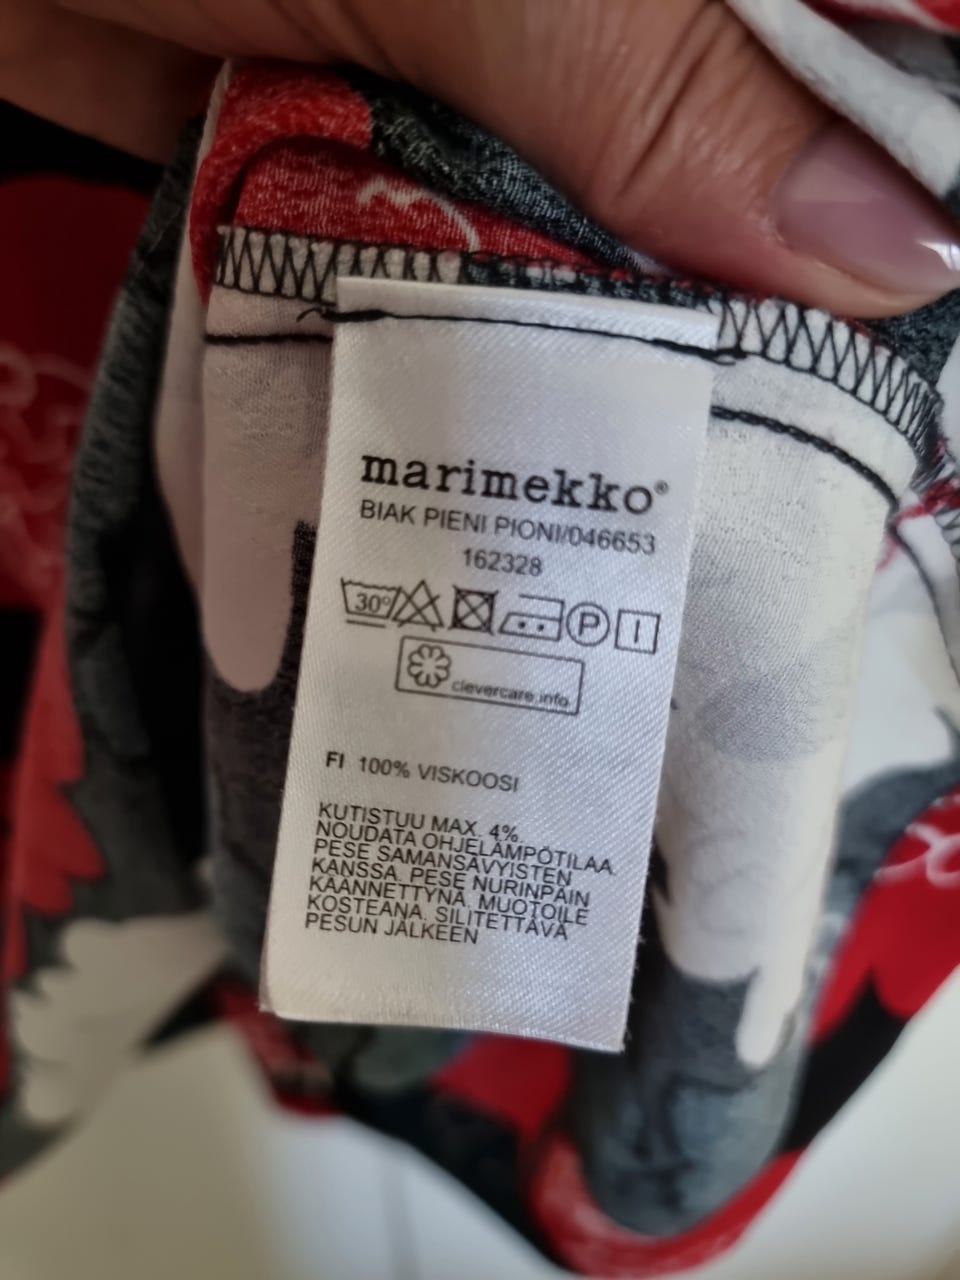 marimekko®
BIAK PIENI PIONI/046653
162328
30° P
clevercare.info
FI 100% VISKOOSI
KUTISTUU MAX. 4%.
NOUDATA OHJELÄMPÖTILAA.
PESE SAMANSÄVYISTEN
KANSSA. PESE NURINPÄIN
KÄÄNNETTYNÄ. MUOTOILE
KOSTEANA. SILITETTÄVÄ
PESUN JÄLKEEN